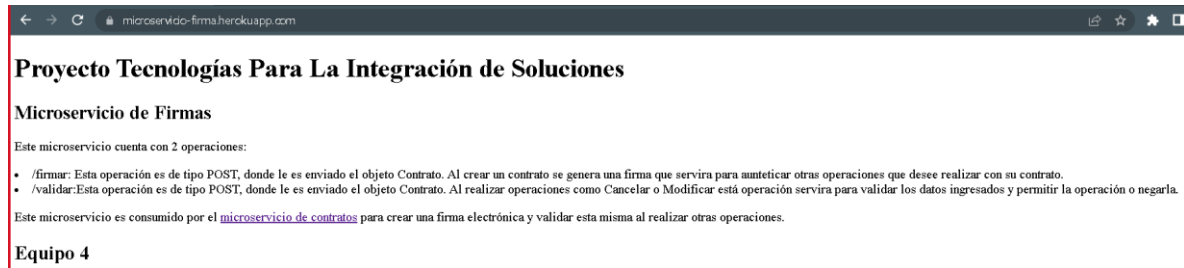 microservicio-firma.herokuapp.com
Proyecto Tecnologías Para La Integración de Soluciones
Microservicio de Firmas
Este microservicio cuenta con 2 operaciones:
/firmar: Esta operación es de tipo POST, donde le es enviado el objeto Contrato. Al crear un contrato se genera una firma que servira para aunteticar otras operaciones que desee realizar con su contrato.
/validar:Esta operación es de tipo POST, donde le es enviado el objeto Contrato. Al realizar operaciones como Cancelar o Modificar está operación servira para validar los datos ingresados y permitir la operación o negarla.
Este microservicio es consumido por el microservicio de contratos para crear una firma electrónica y validar esta misma al realizar otras operaciones.
Equipo 4